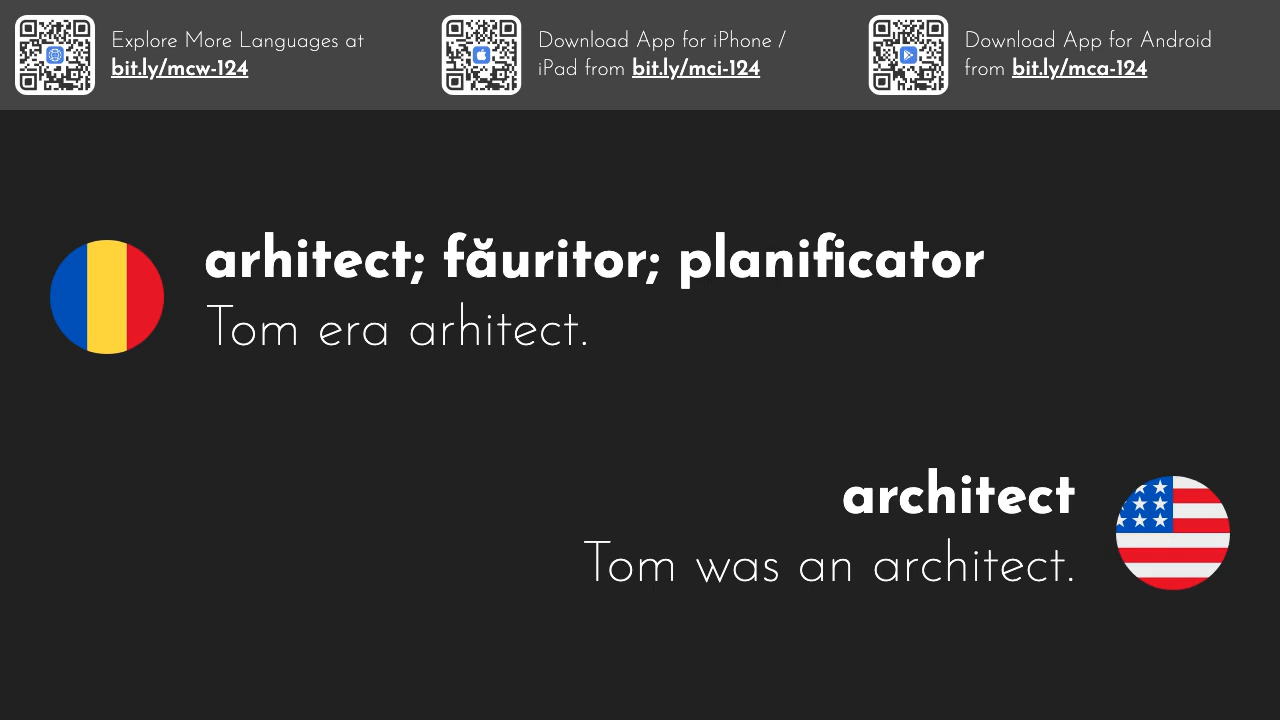 Explore More Languages at
bit.ly/mcw-124
Download App for iPhone /
iPad from bit.ly/mci-124
Download App for Android
from bit.ly/mca-124
arhitect; făuritor; planificator
Tom era arhitect.
architect
Tom was an architect.